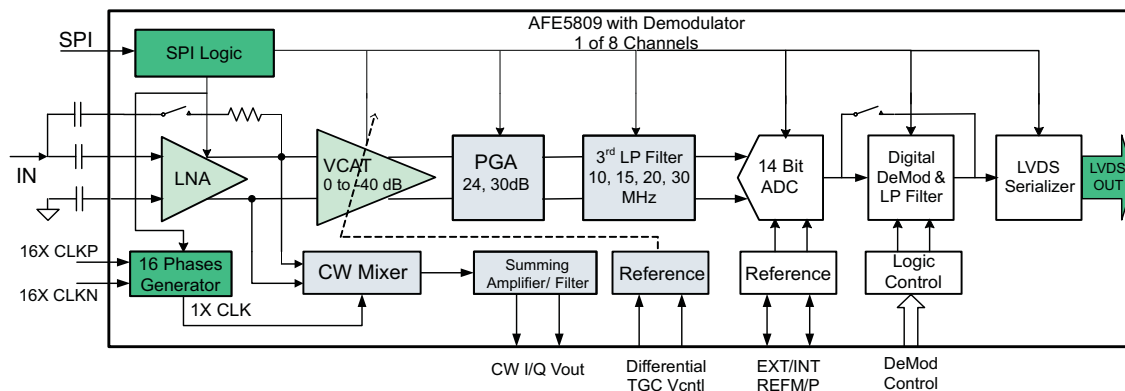 AFE5809 with Demodulator
1 of 8 Channels
SPI
SPI Logic
IN
LNA
VCAT
0 to -40 dB
PGA
24, 30dB
3rd LP Filter
10, 15, 20, 30
MHz
14 Bit
ADC
Digital
DeMod &
LP Filter
LVDS
Serializer
LVDS
OUT
16X CLKP
16X CLKN
16 Phases
Generator
1X CLK
CW Mixer
Summing
Amplifier/ Filter
Reference
Reference
Logic
Control
CW I/Q Vout
Differential
TGC Vcntl
EXT/INT
REFM/P
DeMod
Control